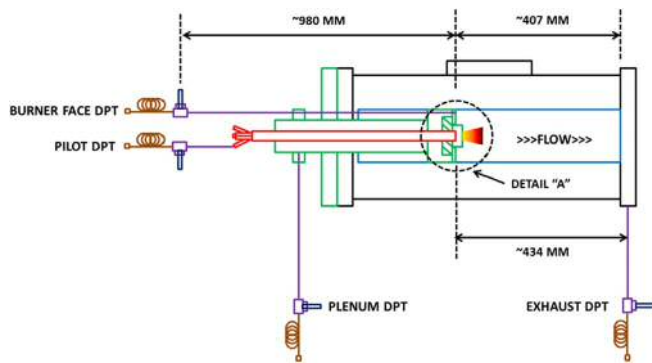 ~980 MM
~407 MM
BURNER FACE DPT
PILOT DPT
>>>FLOW>>>
DETAIL "A"
~434 MM
PLENUM DPT
EXHAUST DPT